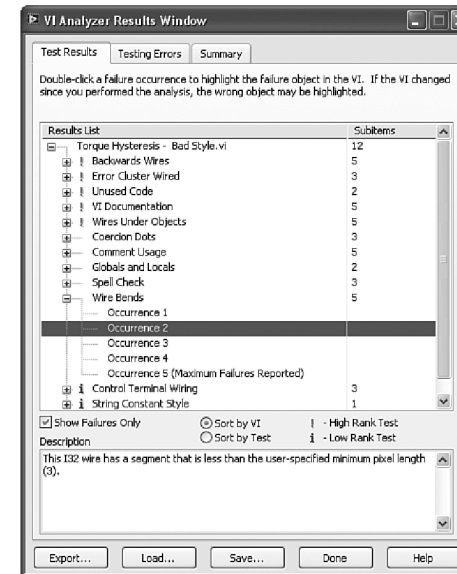 VI Analyzer Results Window
Test Results Testing Errors Summary
Double-click a failure occurrence to highlight the failure object in the VI. If the VI changed
since you performed the analysis, the wrong object may be highlighted.
Results List Subitems
Torque Hysteresis - Bad Style.vi 12
! Backwards Wires 5
! Error Cluster Wired 3
! Unused Code 2
! VI Documentation 5
! Wires Under Objects 5
Coercion Dots 3
Comment Usage 5
Globals and Locals 2
Spell Check 3
Wire Bends 5
Occurrence 1
Occurrence 2
Occurrence 3
Occurrence 4
Occurrence 5 (Maximum Failures Reported)
i Control Terminal Wiring 3
i String Constant Style 1
Show Failures Only Sort by VI ! - High Rank Test
Sort by Test i - Low Rank Test
Description
This I32 wire has a segment that is less than the user-specified minimum pixel length
(3).
Export... Load... Save... Done Help